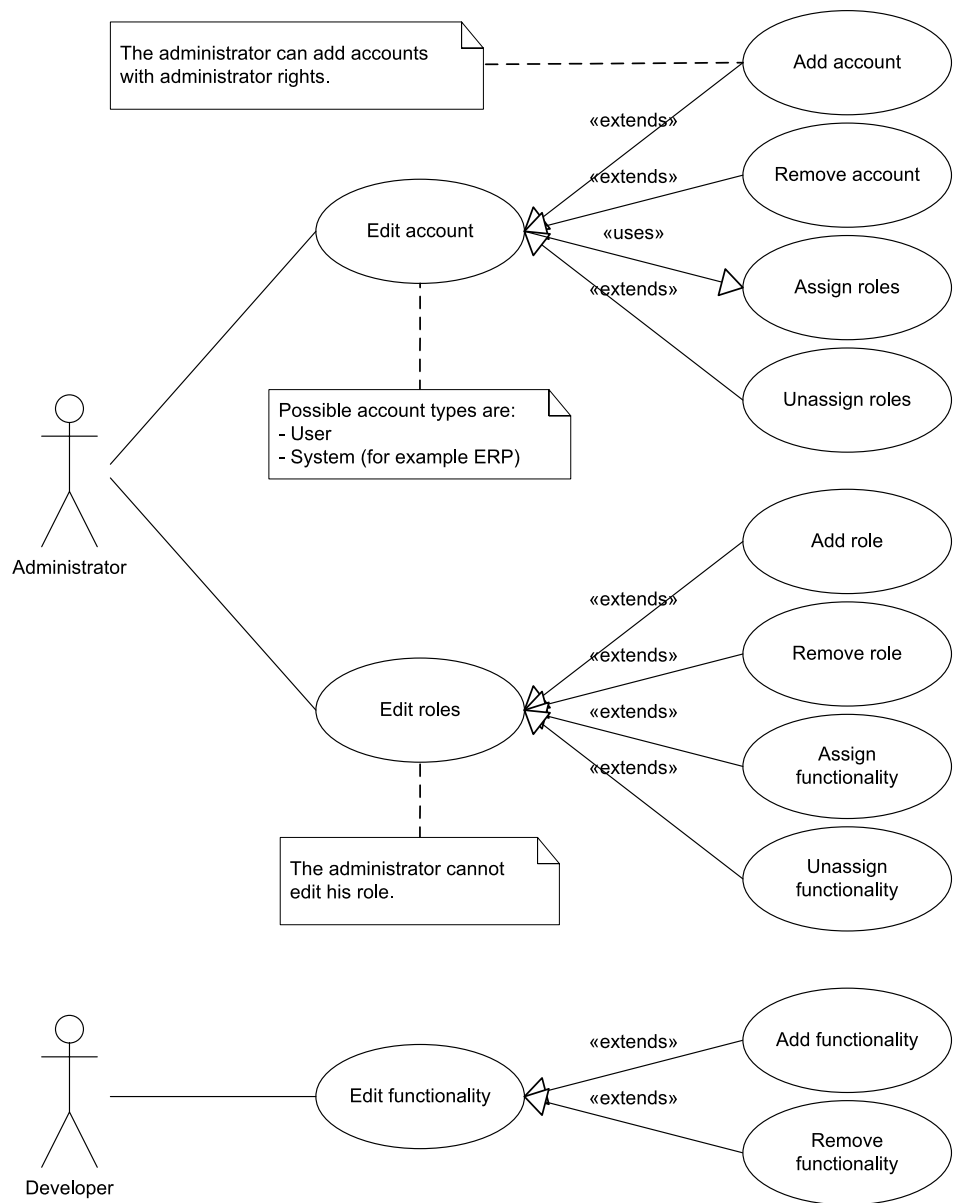 The administrator can add accounts
with administrator rights.
Add account
«extends»
Remove account
«extends»
Edit account
«uses»
Assign roles
«extends»
Unassign roles
Possible account types are:
- User
- System (for example ERP)
Administrator
Add role
«extends»
Remove role
«extends»
Edit roles
«extends»
Assign
functionality
«extends»
Unassign
functionality
The administrator cannot
edit his role.
Add functionality
«extends»
Edit functionality
«extends»
Remove
functionality
Developer